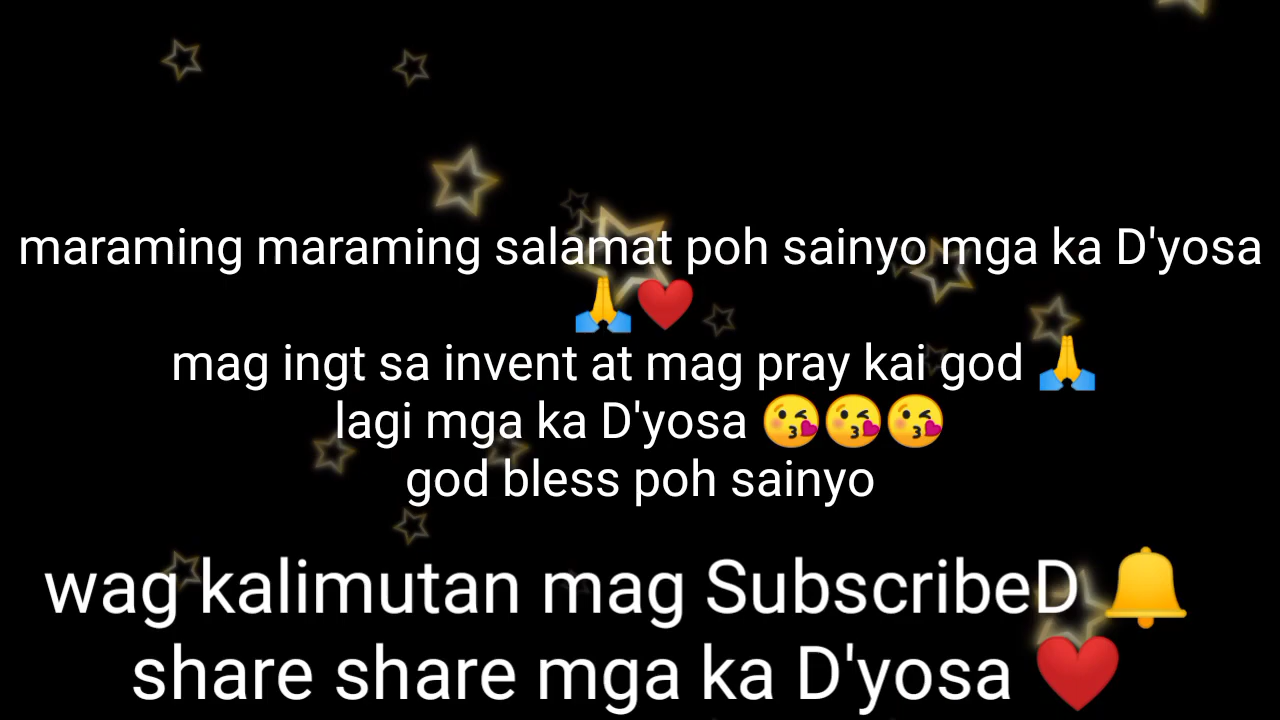 maraming maraming salamat poh sainyo mga ka D'yosa
🙏❤️
mag ingt sa invent at mag pray kai god 🙏
lagi mga ka D'yosa 😘😘😘
god bless poh sainyo
wag kalimutan mag SubscribeD 🔔
share share mga ka D'yosa ❤️